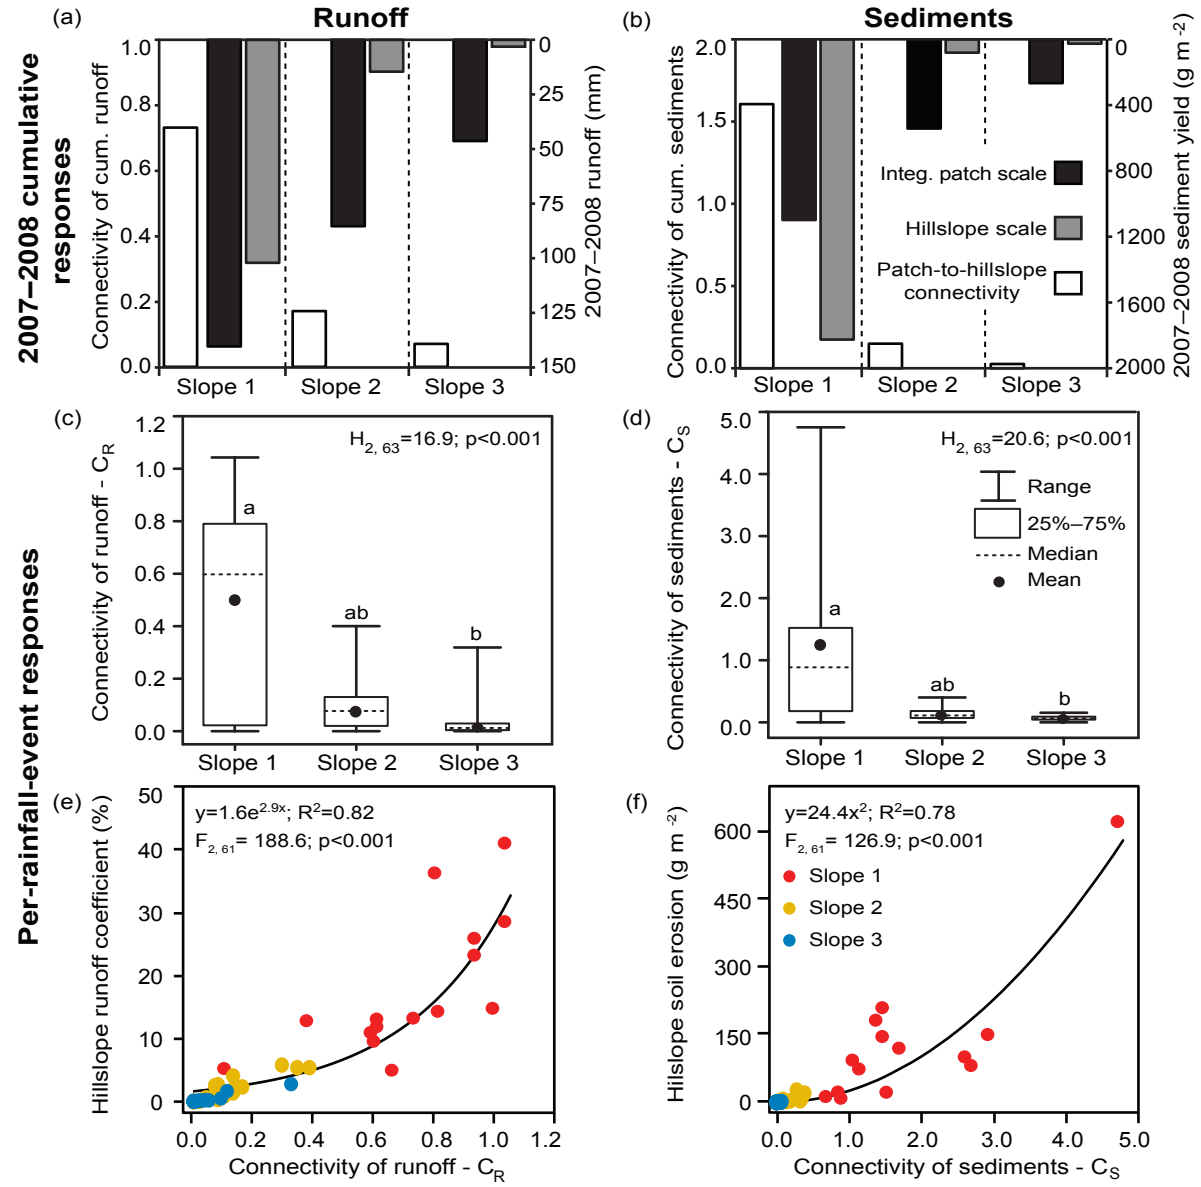 Runoff
Sediments
2007–2008 cumulative
responses
Per-rainfall-event responses
(a)
Connectivity of cum. runoff
1.0
0.8
0.6
0.4
0.2
0.0
0
25
50
75
100
125
150
2007–2008 runoff (mm)
Slope 1
Slope 2
Slope 3
(b)
Connectivity of cum. sediments
2.0
1.5
1.0
0.5
0.0
0
400
800
1200
1600
2000
2007–2008 sediment yield (g m⁻²)
Integ. patch scale
Hillslope scale
Patch-to-hillslope
connectivity
Slope 1
Slope 2
Slope 3
(c)
Connectivity of runoff - C_R
1.2
1.0
0.8
0.6
0.4
0.2
0.0
H₂, ₆₃=16.9; p<0.001
a
ab
b
Slope 1
Slope 2
Slope 3
(d)
Connectivity of sediments - C_S
5.0
4.0
3.0
2.0
1.0
0.0
H₂, ₆₃=20.6; p<0.001
Range
25%–75%
Median
Mean
a
ab
b
Slope 1
Slope 2
Slope 3
(e)
Hillslope runoff coefficient (%)
50
40
30
20
10
0
y=1.6e^2.9x; R²=0.82
F₂, ₆₁= 188.6; p<0.001
0.0
0.2
0.4
0.6
0.8
1.0
1.2
Connectivity of runoff - C_R
(f)
Hilslope soil erosion (g m⁻²)
600
450
300
150
0
y=24.4x²; R²=0.78
F₂, ₆₁= 126.9; p<0.001
Slope 1
Slope 2
Slope 3
0.0
1.0
2.0
3.0
4.0
5.0
Connectivity of sediments - C_S